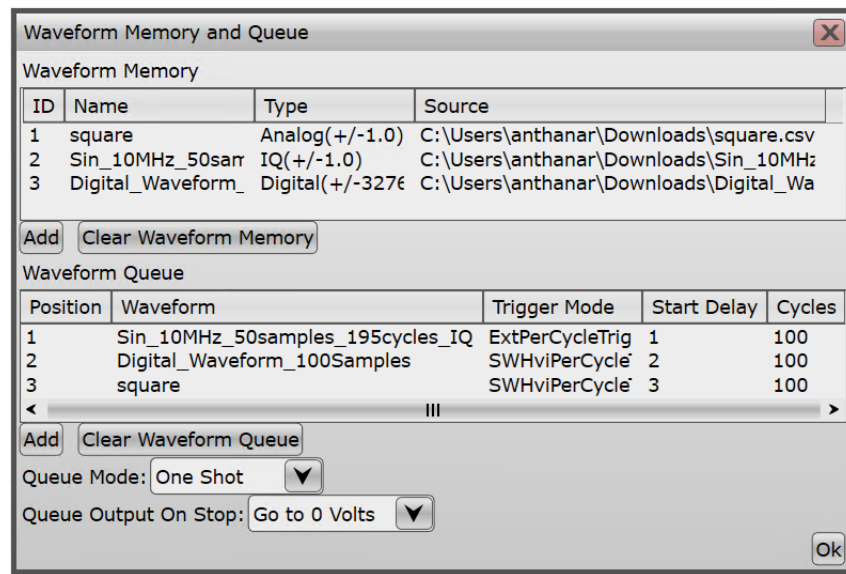 Waveform Memory and Queue
Waveform Memory
ID Name Type Source
1 square Analog(+/-1.0) C:\Users\anthanar\Downloads\square.csv
2 Sin_10MHz_50sam IQ(+/-1.0) C:\Users\anthanar\Downloads\Sin_10MHz
3 Digital_Waveform_ Digital(+/-3276 C:\Users\anthanar\Downloads\Digital_Wa
Add Clear Waveform Memory
Waveform Queue
Position Waveform Trigger Mode Start Delay Cycles
1 Sin_10MHz_50samples_195cycles_IQ ExtPerCycleTrig 1 100
2 Digital_Waveform_100Samples SWHviPerCycle 2 100
3 square SWHviPerCycle 3 100
Add Clear Waveform Queue
Queue Mode: One Shot
Queue Output On Stop: Go to 0 Volts
Ok